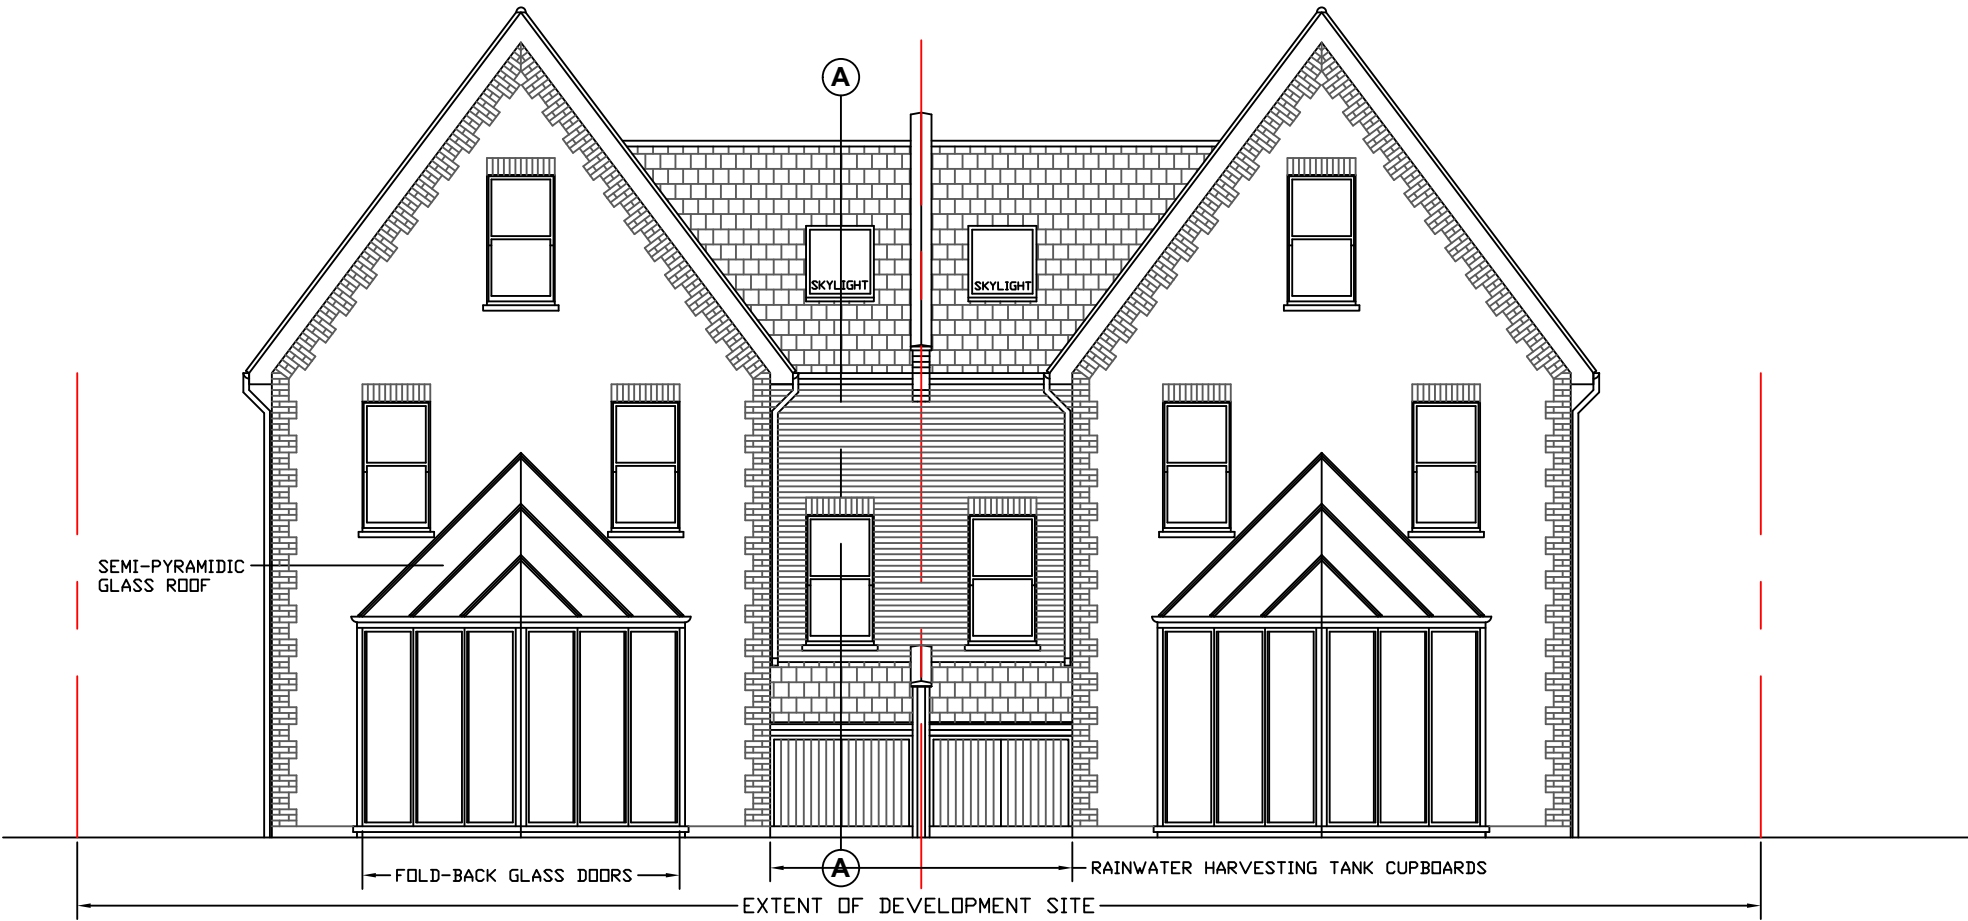 A
SKYLIGHT
SKYLIGHT
SEMI-PYRAMIDIC
GLASS ROOF
A
RAINWATER HARVESTING TANK CUPBOARDS
FOLD-BACK GLASS DOORS
EXTENT OF DEVELOPMENT SITE